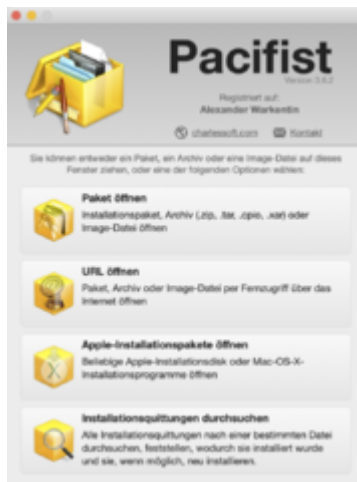 Pacifist
Version 3.6.2
Registriert auf:
Alexander Warkentin
charlessoft.com Kontakt
Sie können entweder ein Paket, ein Archiv oder eine Image-Datei auf dieses
Fenster ziehen, oder eine der folgenden Optionen wählen:
Paket öffnen
Installationspaket, Archiv (.zip, .tar, .cpio, .xar) oder
Image-Datei öffnen
URL öffnen
Paket, Archiv oder Image-Datei per Fernzugriff über das
Internet öffnen
Apple-Installationspakete öffnen
Beliebige Apple-Installationsdisk oder Mac-OS-X-
Installationsprogramme öffnen
Installationsquittungen durchsuchen
Alle Installationsquittungen nach einer bestimmten Datei
durchsuchen, feststellen, wodurch sie installiert wurde
und sie, wenn möglich, neu installieren.